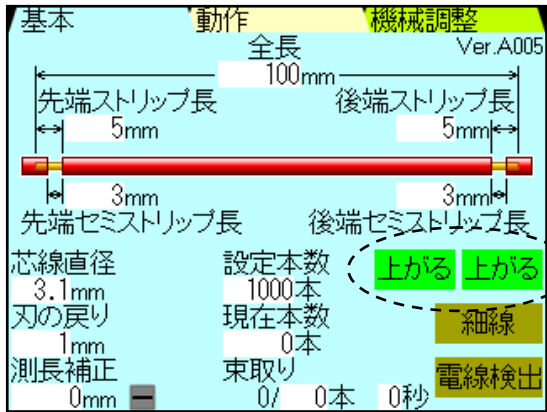 基本 動作 機械調整
全長 Ver.A005
100mm
先端ストリップ長 後端ストリップ長
5mm 5mm
3mm 3mm
先端セミストリップ長 後端セミストリップ長
芯線直径 設定本数 上がる 上がる
3.1mm 1000本
刃の戻り 現在本数 細線
1mm 0本
測長補正 束取り 電線検出
0mm ー 0/ 0本 0秒